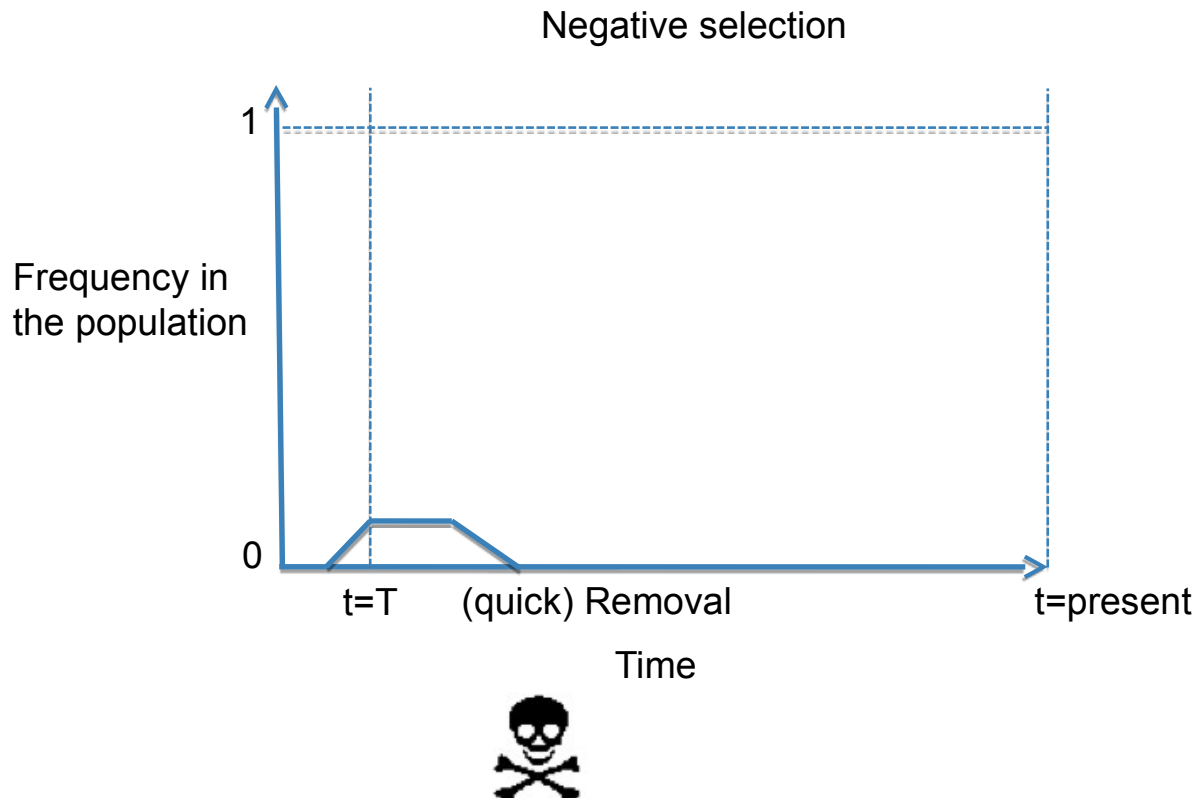 Negative selection
1
Frequency in
the population
0
t=T
(quick) Removal
t=present
Time